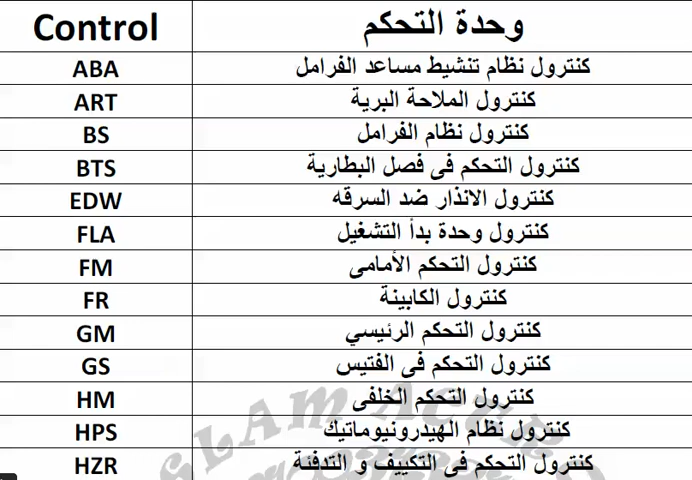 Control وحدة التحكم
ABA كنترول نظام تنشيط مساعد الفرامل
ART كنترول الملاحة البرية
BS كنترول نظام الفرامل
BTS كنترول التحكم فى فصل البطارية
EDW كنترول الانذار ضد السرقه
FLA كنترول وحدة بدأ التشغيل
FM كنترول التحكم الأمامى
FR كنترول الكابينة
GM كنترول التحكم الرئيسي
GS كنترول التحكم فى الفتيس
HM كنترول التحكم الخلفى
HPS كنترول نظام الهيدرونيوماتيك
HZR كنترول التحكم فى التكييف و التدفئة